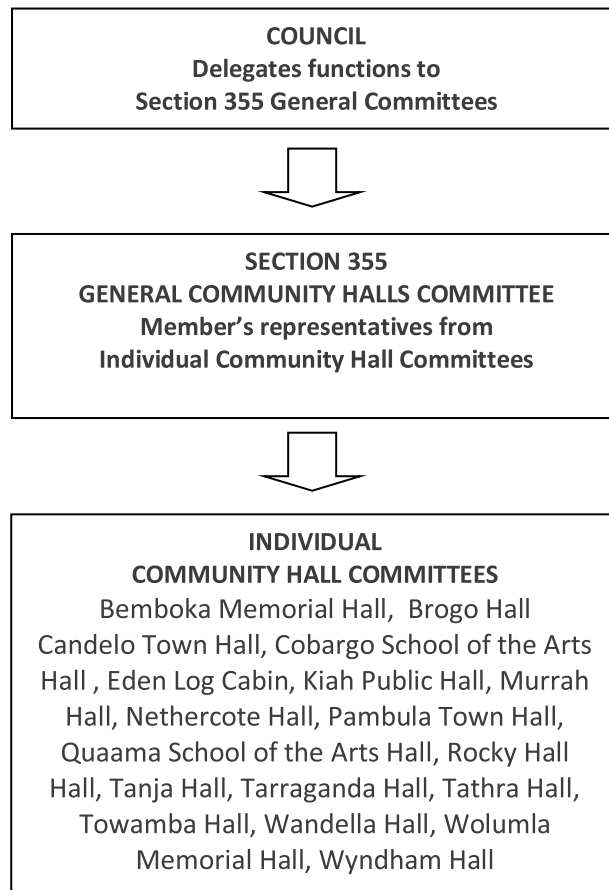 COUNCIL
Delegates functions to
Section 355 General Committees
SECTION 355
GENERAL COMMUNITY HALLS COMMITTEE
Member’s representatives from
Individual Community Hall Committees
INDIVIDUAL
COMMUNITY HALL COMMITTEES
Bemboka Memorial Hall,  Brogo Hall
Candelo Town Hall, Cobargo School of the Arts
Hall , Eden Log Cabin, Kiah Public Hall, Murrah
Hall, Nethercote Hall, Pambula Town Hall,
Quaama School of the Arts Hall, Rocky Hall
Hall, Tanja Hall, Tarraganda Hall, Tathra Hall,
Towamba Hall, Wandella Hall, Wolumla
Memorial Hall, Wyndham Hall